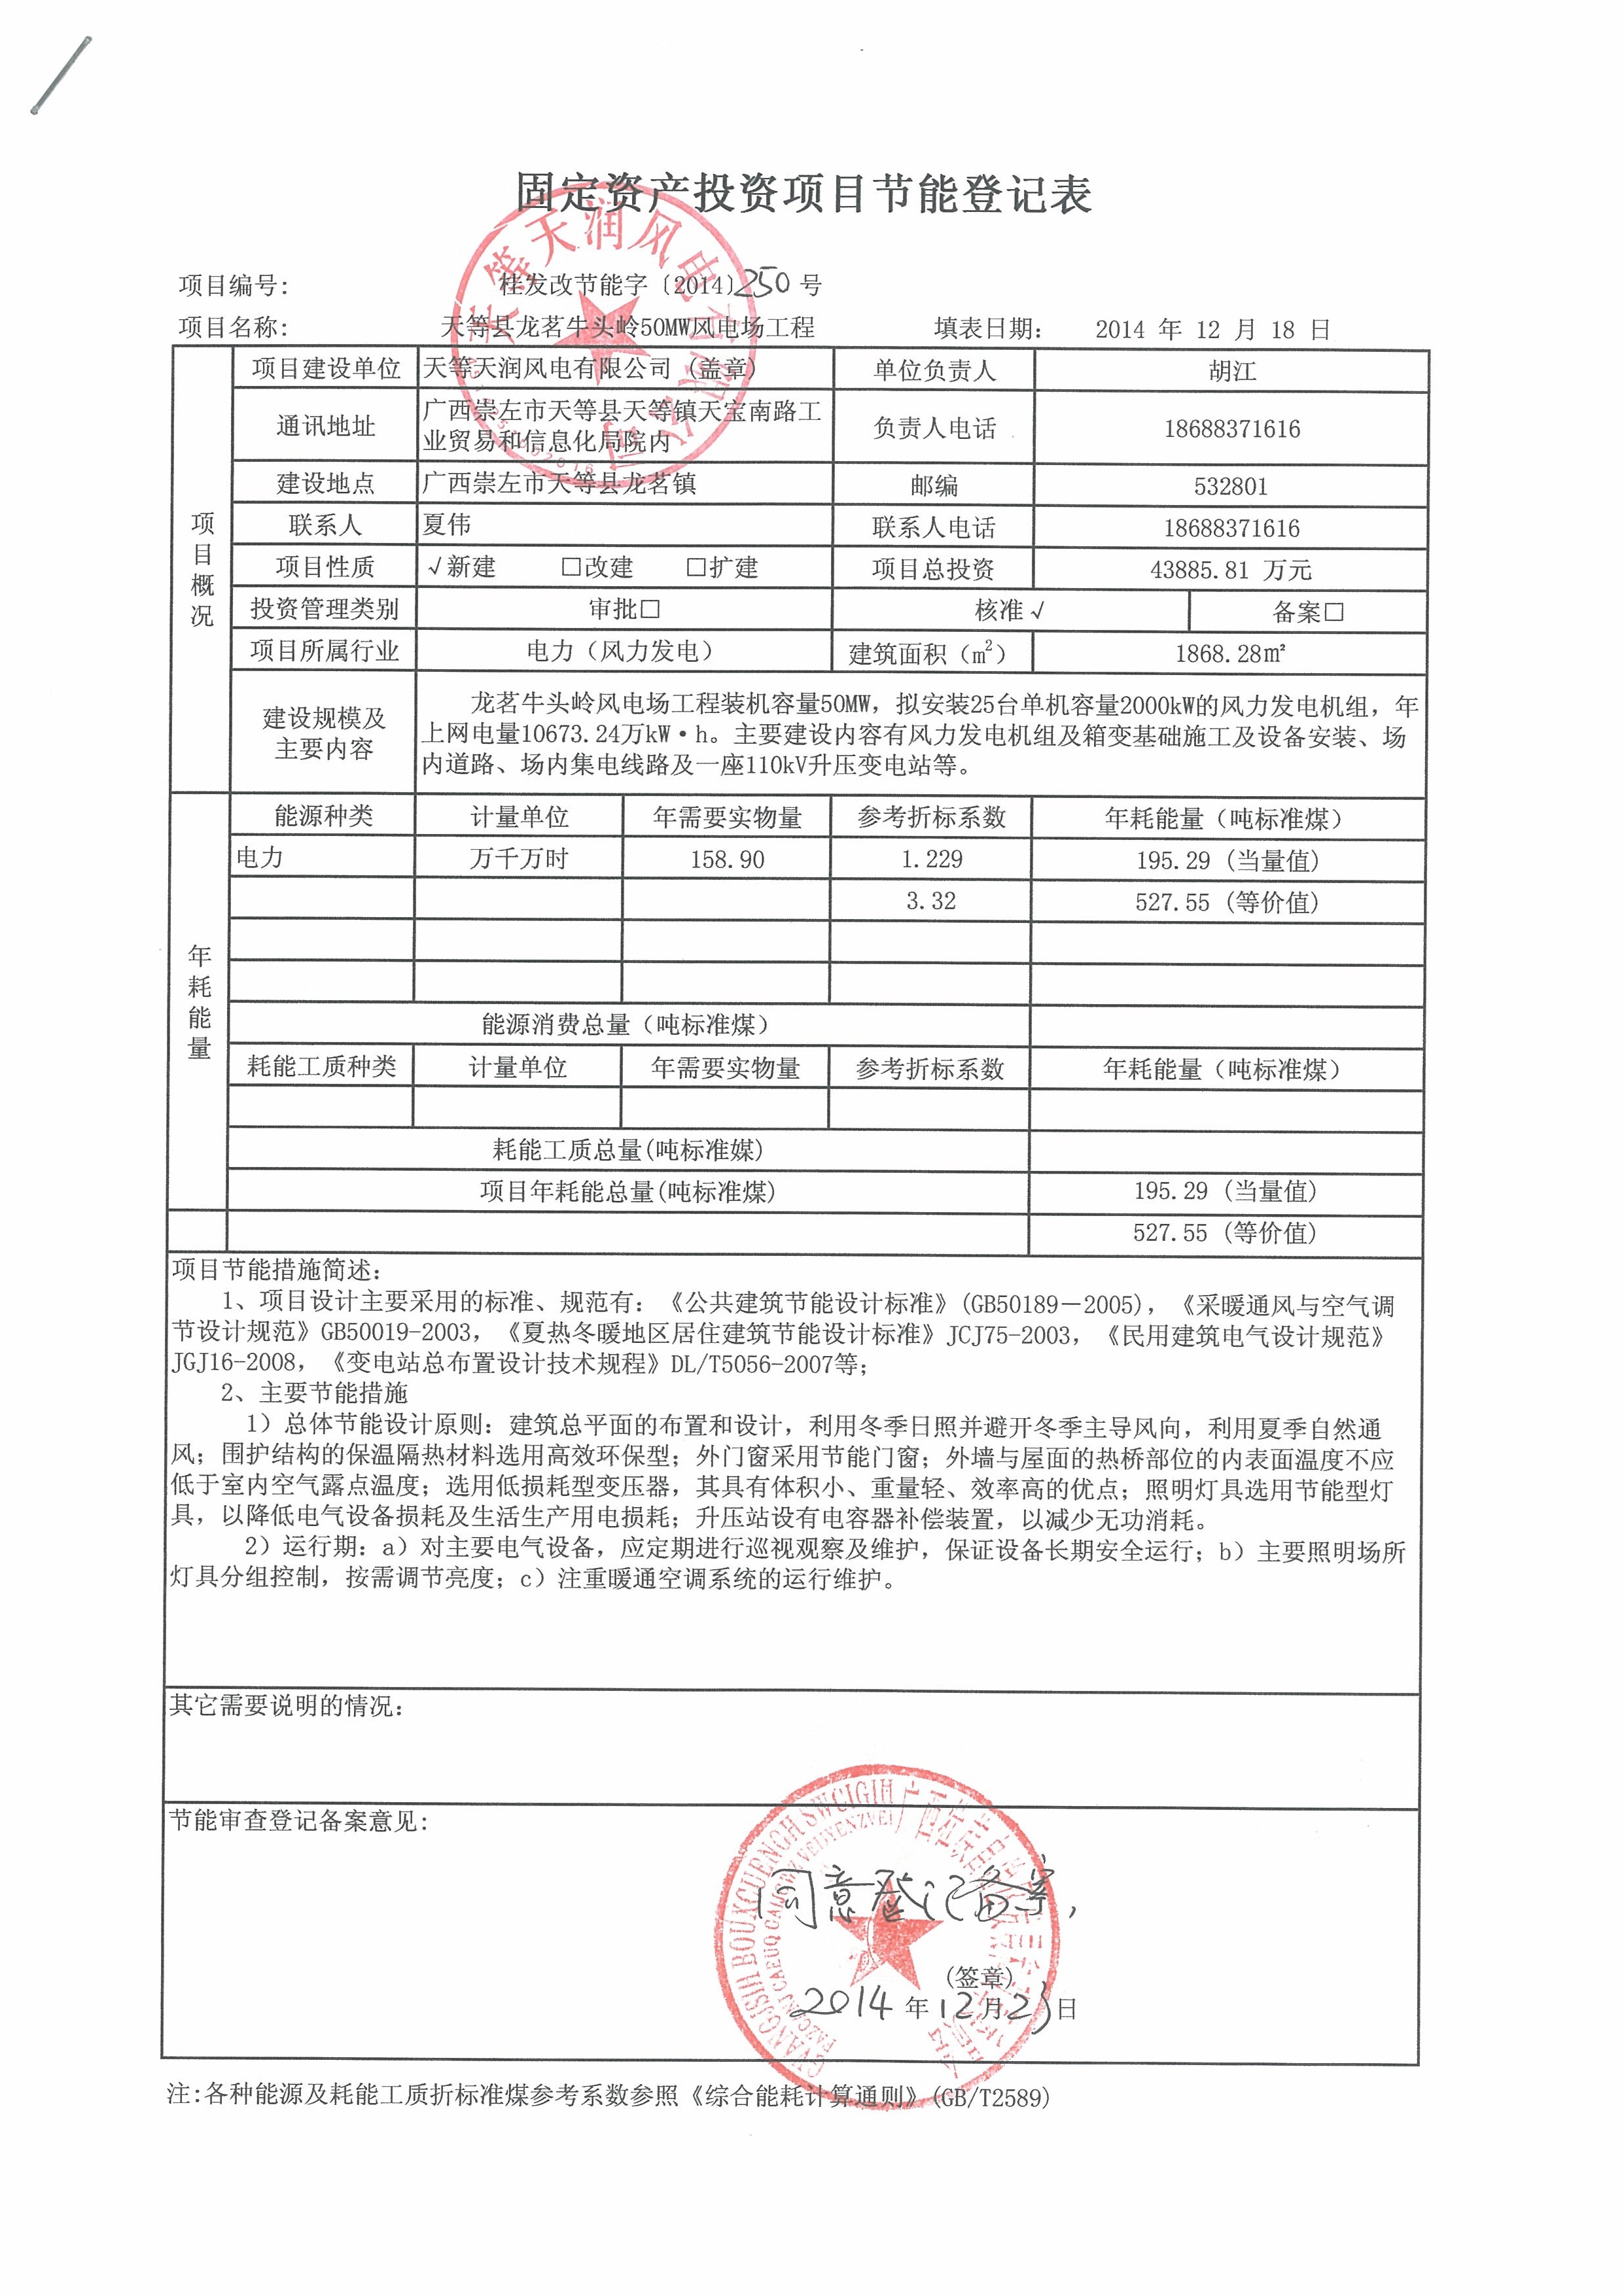 固定资产投资项目节能登记表
项目编号: 桂发改节能字〔2014〕250 号
项目名称: 天等县龙茗牛头岭50MW风电场工程 填表日期: 2014 年 12 月 18 日
项目概况
项目建设单位 天等天润风电有限公司 (盖章) 单位负责人 胡江
通讯地址 广西崇左市天等县天等镇天宝南路工
业贸易和信息化局院内 负责人电话 18688371616
建设地点 广西崇左市天等县龙茗镇 邮编 532801
联系人 夏伟 联系人电话 18688371616
项目性质 √新建 □改建 □扩建 项目总投资 43885.81 万元
投资管理类别 审批□ 核准√ 备案□
项目所属行业 电力（风力发电） 建筑面积（m²） 1868.28㎡
建设规模及
主要内容
龙茗牛头岭风电场工程装机容量50MW，拟安装25台单机容量2000kW的风力发电机组，年
上网电量10673.24万kW·h。主要建设内容有风力发电机组及箱变基础施工及设备安装、场
内道路、场内集电线路及一座110kV升压变电站等。
年耗能量
能源种类 计量单位 年需要实物量 参考折标系数 年耗能量（吨标准煤）
电力 万千万时 158.90 1.229 195.29 (当量值)
3.32 527.55 (等价值)
能源消费总量（吨标准煤）
耗能工质种类 计量单位 年需要实物量 参考折标系数 年耗能量（吨标准煤）
耗能工质总量(吨标准媒)
项目年耗能总量(吨标准煤) 195.29 (当量值)
527.55 (等价值)
项目节能措施简述:
1、项目设计主要采用的标准、规范有: 《公共建筑节能设计标准》(GB50189－2005), 《采暖通风与空气调
节设计规范》GB50019-2003, 《夏热冬暖地区居住建筑节能设计标准》JCJ75-2003, 《民用建筑电气设计规范》
JGJ16-2008, 《变电站总布置设计技术规程》DL/T5056-2007等;
2、主要节能措施
1）总体节能设计原则: 建筑总平面的布置和设计，利用冬季日照并避开冬季主导风向，利用夏季自然通
风；围护结构的保温隔热材料选用高效环保型；外门窗采用节能门窗；外墙与屋面的热桥部位的内表面温度不应
低于室内空气露点温度；选用低损耗型变压器，其具有体积小、重量轻、效率高的优点；照明灯具选用节能型灯
具，以降低电气设备损耗及生活生产用电损耗；升压站设有电容器补偿装置，以减少无功消耗。
2）运行期: a）对主要电气设备，应定期进行巡视观察及维护，保证设备长期安全运行；b）主要照明场所
灯具分组控制，按需调节亮度；c）注重暖通空调系统的运行维护。
其它需要说明的情况:
节能审查登记备案意见:
同意登记备案，
(签章)
2014 年 12 月 23 日
注:各种能源及耗能工质折标准煤参考系数参照《综合能耗计算通则》(GB/T2589)
天等天润风电有限公司
GVANGJSIH BOUXCUENGH SWCIGIH